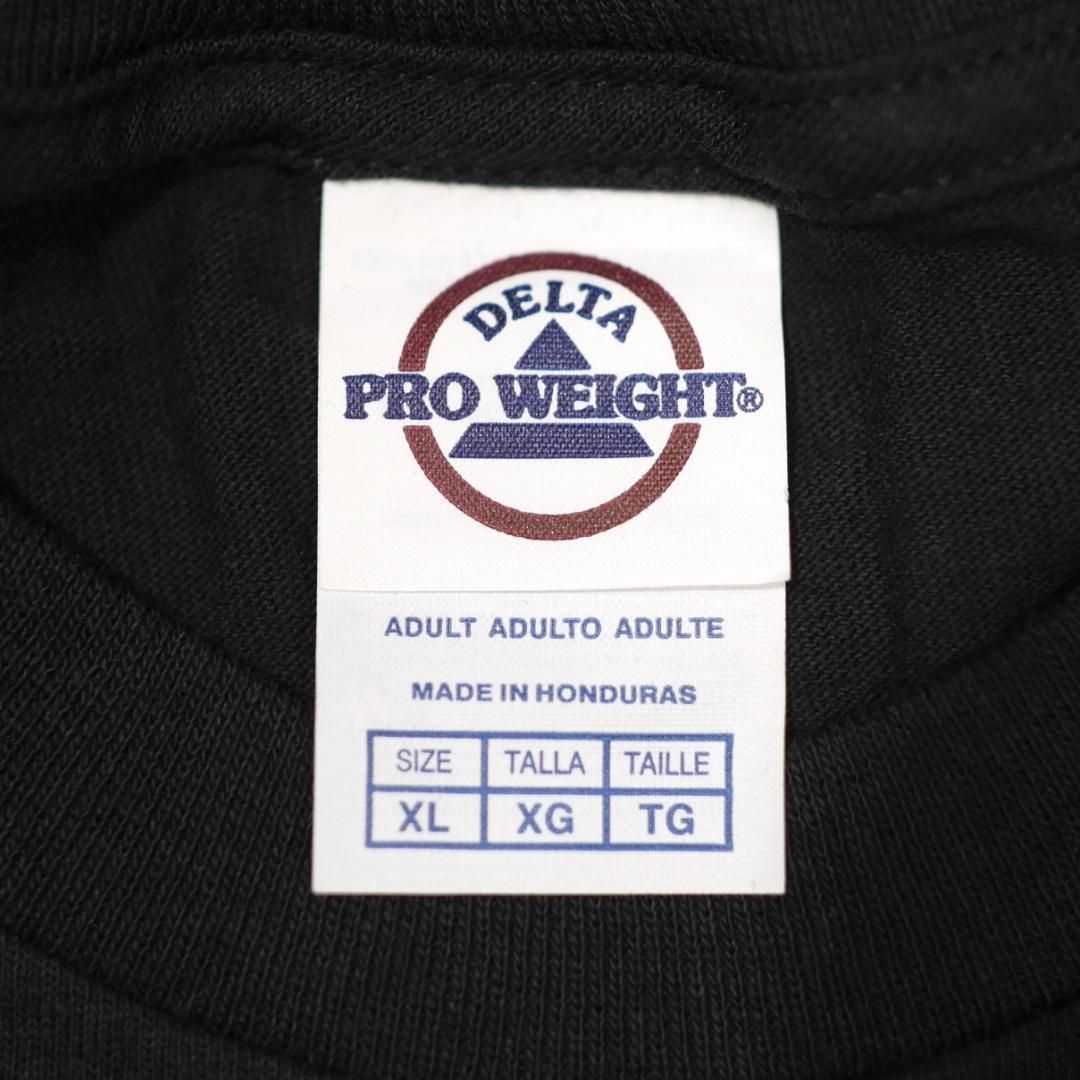 DELTA
PRO WEIGHT®
ADULT ADULTO ADULTE
MADE IN HONDURAS
SIZE TALLA TAILLE
XL XG TG